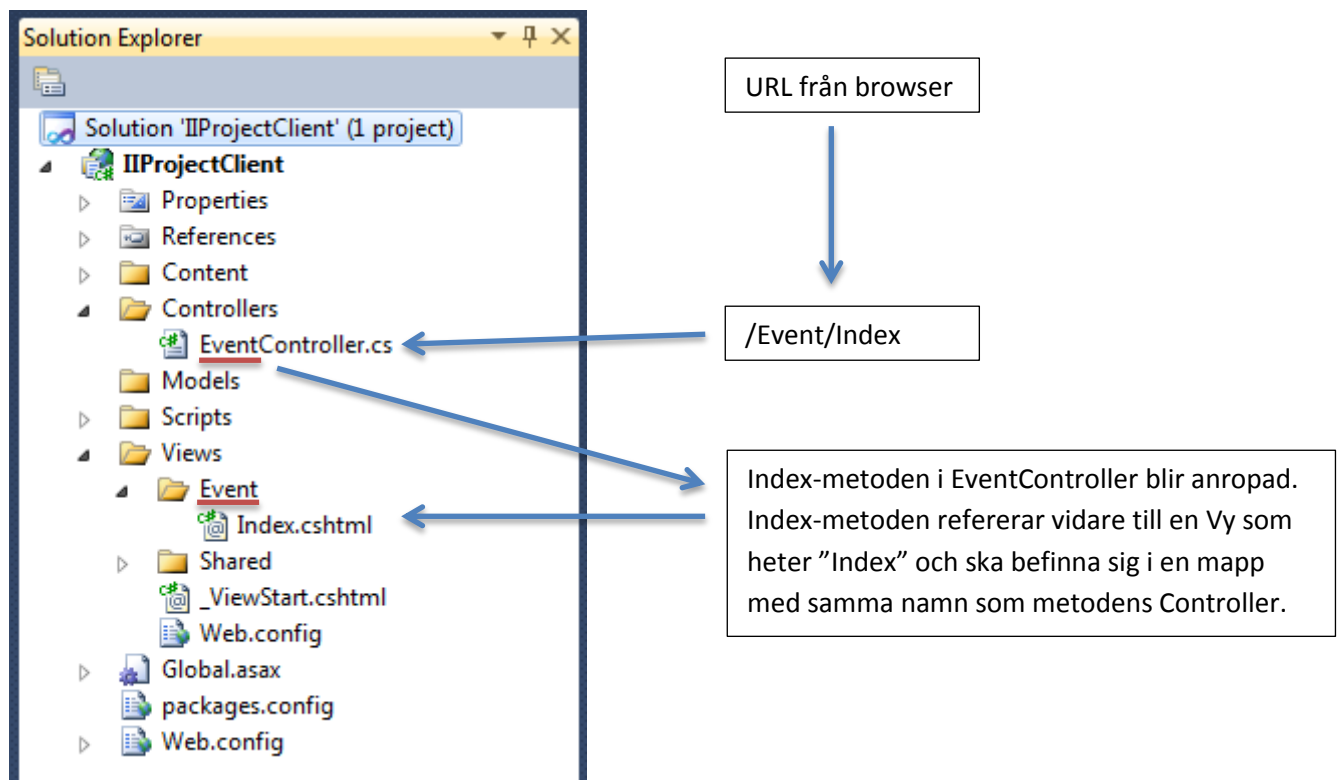 Solution Explorer
Solution 'IIProjectClient' (1 project)
IIProjectClient
Properties
References
Content
Controllers
EventController.cs
Models
Scripts
Views
Event
Index.cshtml
Shared
_ViewStart.cshtml
Web.config
Global.asax
packages.config
Web.config
URL från browser
/Event/Index
Index-metoden i EventController blir anropad.
Index-metoden refererar vidare till en Vy som
heter ”Index” och ska befinna sig i en mapp
med samma namn som metodens Controller.